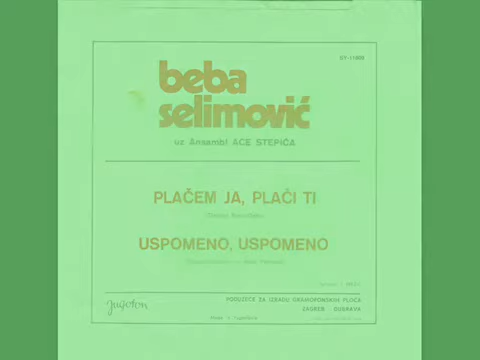 beba
selimović
uz Ansambl ACE STEPIĆA
PLAČEM JA, PLAČI TI
USPOMENO, USPOMENO
Jugoton
PODUZEĆE ZA IZRADU GRAMOFONSKIH PLOČA
ZAGREB - DUBRAVA